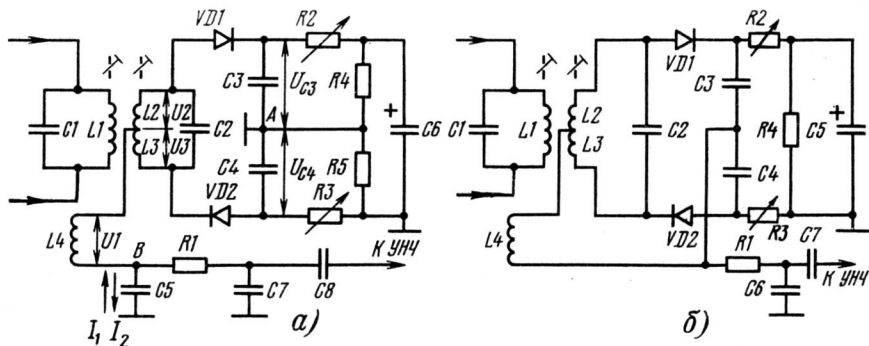 VD1 R2
C3 U_C3 R4
C1 L1 L2 U2 C2 A + C6
L3 U3
C4 U_C4 R5
VD2 R3
L4 U1
B R1 К УНЧ
C5 C7 C8
I_1 I_2
а)
R2
VD1
C3
C1 L1 L2 C2 R4 C5 +
L3
C4
VD2 R3
L4 R1 C7
C6 К УНЧ
б)